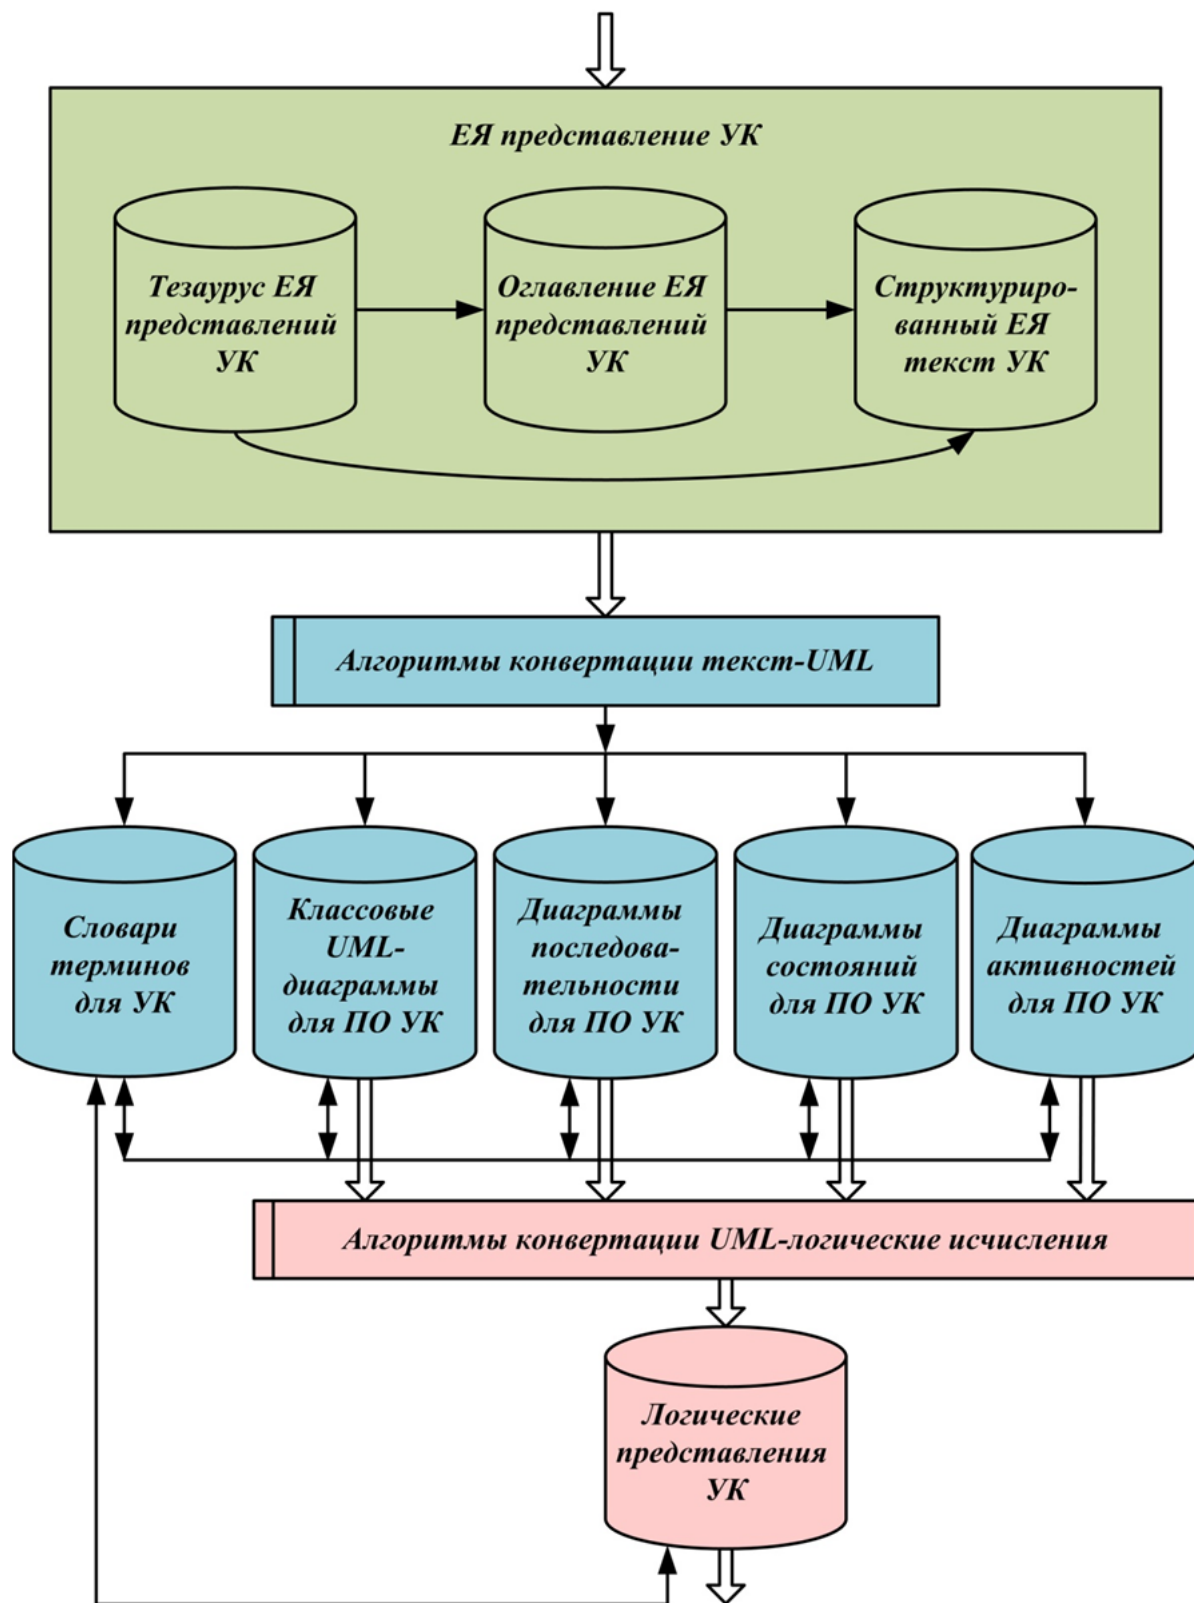 ЕЯ представление УК
Тезаурус ЕЯ
представлений
УК
Оглавление ЕЯ
представлений
УК
Структуриро-
ванный ЕЯ
текст УК
Алгоритмы конвертации текст-UML
Словари
терминов
для УК
Классовые
UML-
диаграммы
для ПО УК
Диаграммы
последова-
тельности
для ПО УК
Диаграммы
состояний
для ПО УК
Диаграммы
активностей
для ПО УК
Алгоритмы конвертации UML-логические исчисления
Логические
представления
УК